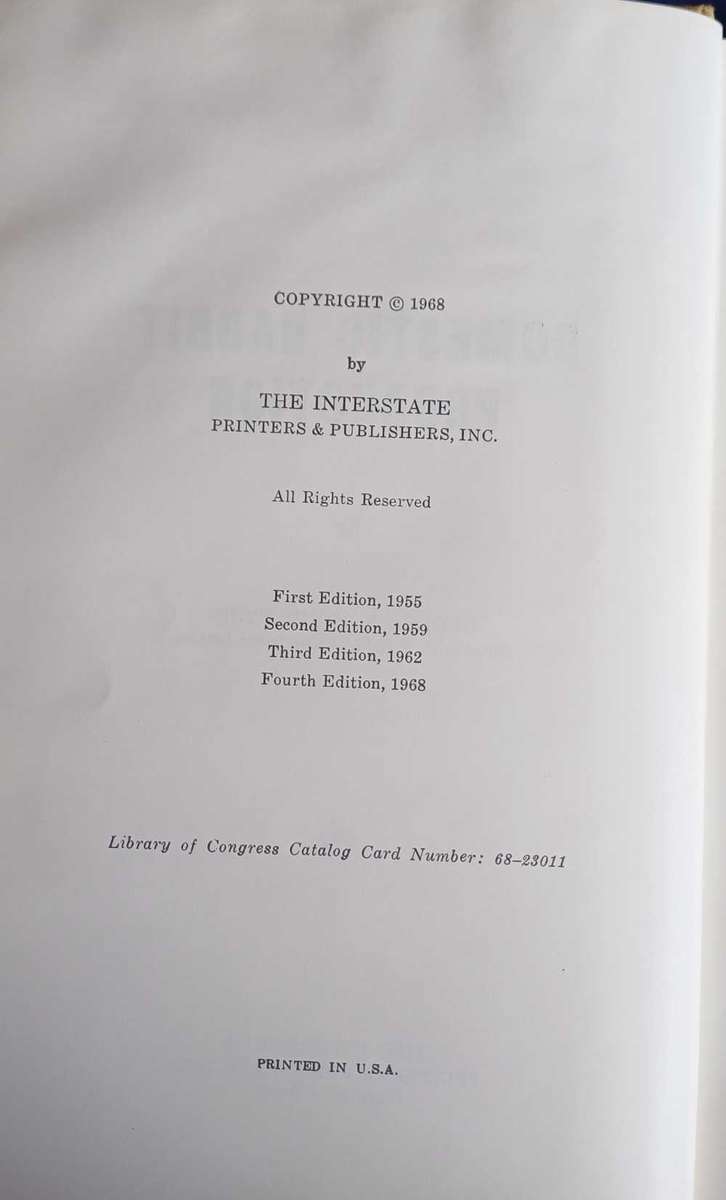 COPYRIGHT © 1968
by
THE INTERSTATE
PRINTERS & PUBLISHERS, INC.
All Rights Reserved
First Edition, 1955
Second Edition, 1959
Third Edition, 1962
Fourth Edition, 1968
Library of Congress Catalog Card Number: 68–23011
PRINTED IN U.S.A.